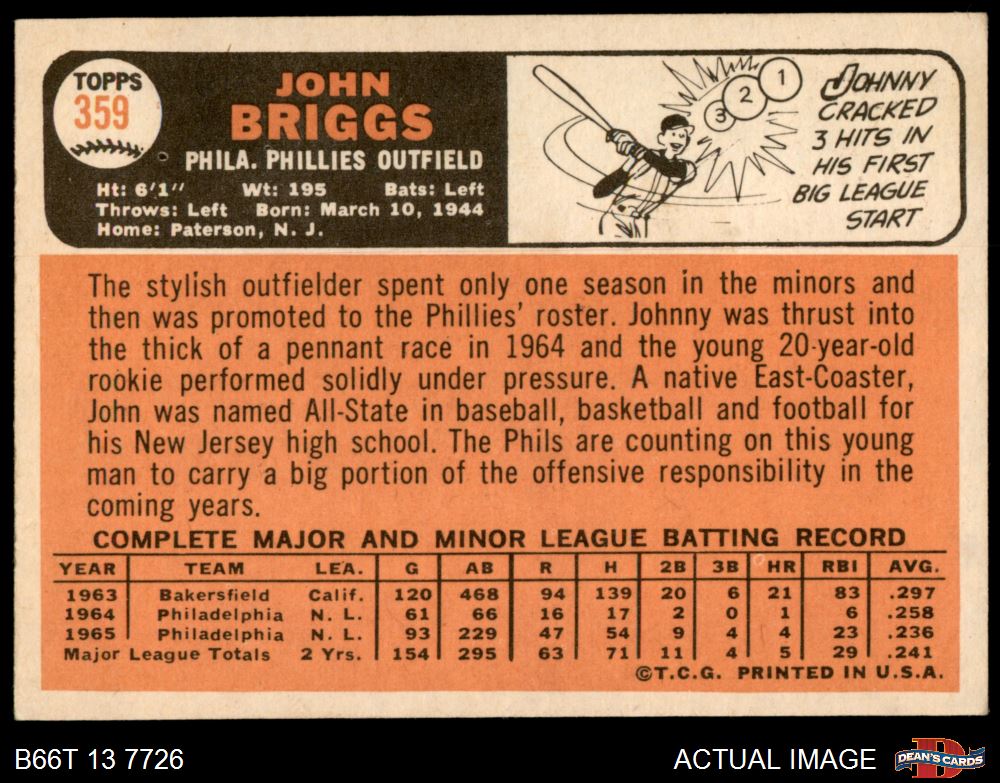 TOPPS
359
JOHN
BRIGGS
PHILA. PHILLIES OUTFIELD
Ht: 6'1" Wt: 195 Bats: Left
Throws: Left Born: March 10, 1944
Home: Paterson, N. J.
1
2
3
JOHNNY
CRACKED
3 HITS IN
HIS FIRST
BIG LEAGUE
START
The stylish outfielder spent only one season in the minors and
then was promoted to the Phillies' roster. Johnny was thrust into
the thick of a pennant race in 1964 and the young 20-year-old
rookie performed solidly under pressure. A native East-Coaster,
John was named All-State in baseball, basketball and football for
his New Jersey high school. The Phils are counting on this young
man to carry a big portion of the offensive responsibility in the
coming years.
COMPLETE MAJOR AND MINOR LEAGUE BATTING RECORD
YEAR TEAM LEA. G AB R H 2B 3B HR RBI AVG.
1963 Bakersfield Calif. 120 468 94 139 20 6 21 83 .297
1964 Philadelphia N. L. 61 66 16 17 2 0 1 6 .258
1965 Philadelphia N. L. 93 229 47 54 9 4 4 23 .236
Major League Totals 2 Yrs. 154 295 63 71 11 4 5 29 .241
©T.C.G. PRINTED IN U.S.A.
B66T 13 7726
ACTUAL IMAGE
D
DEAN'S CARDS